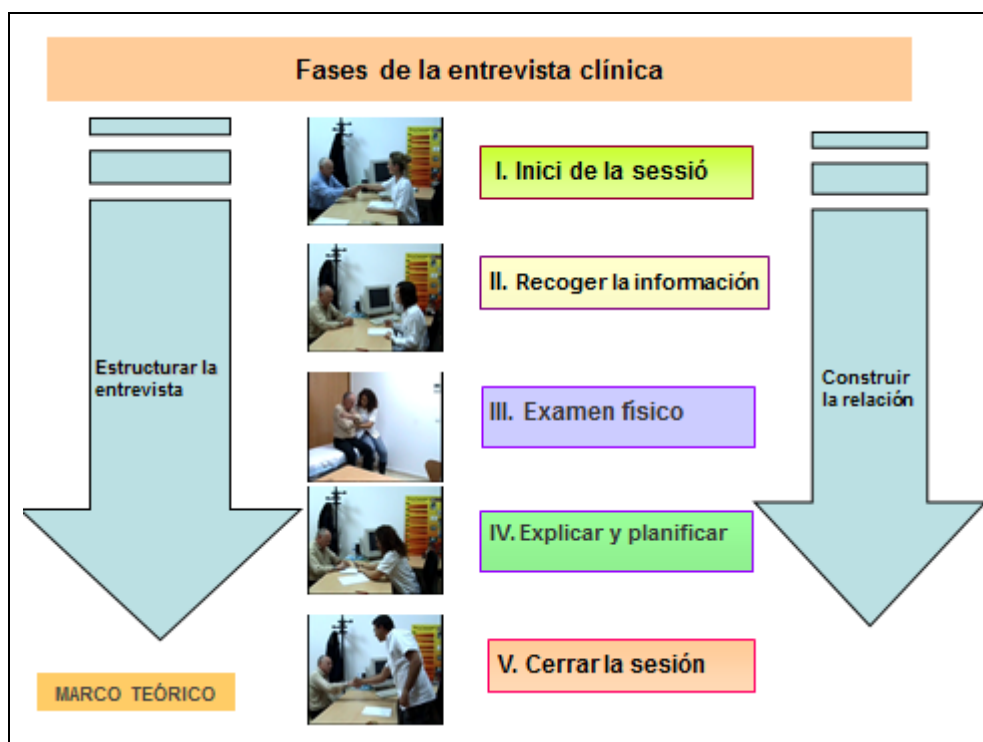 Fases de la entrevista clínica
I. Inici de la sessió
II. Recoger la información
Estructurar la
entrevista
III. Examen físico
Construir
la relación
IV. Explicar y planificar
V. Cerrar la sesión
MARCO TEÓRICO